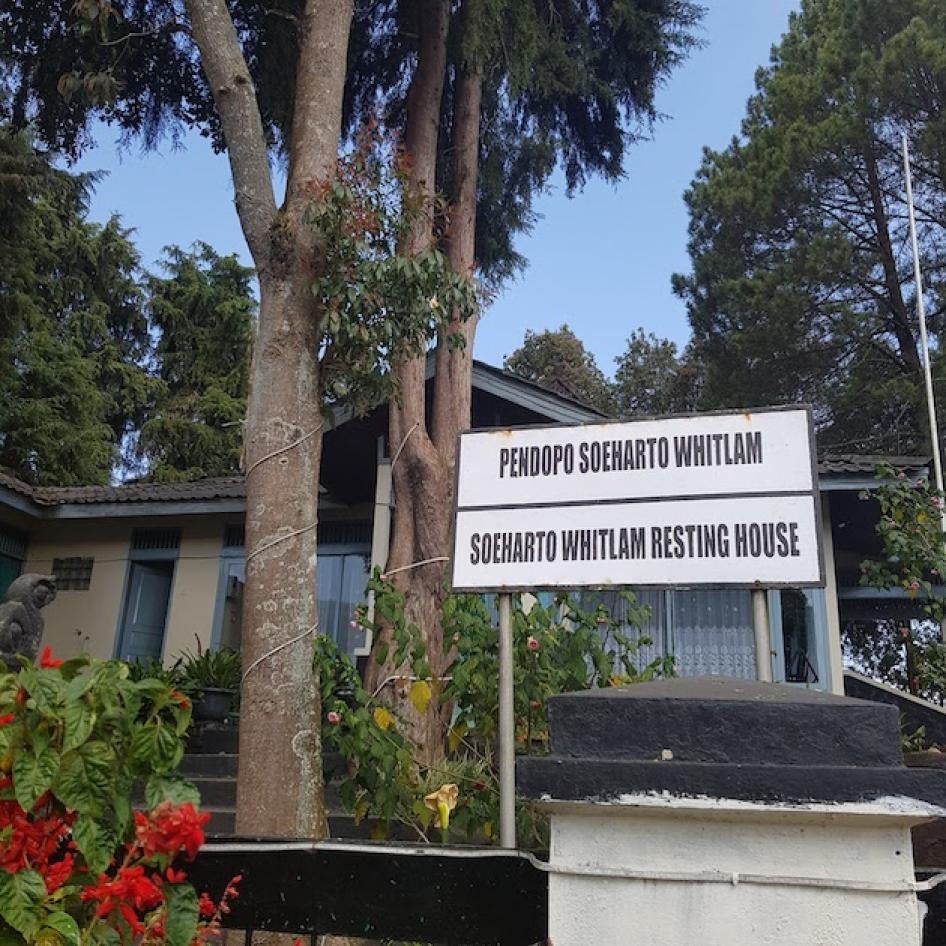 PENDOPO SOEHARTO WHITLAM
SOEHARTO WHITLAM RESTING HOUSE